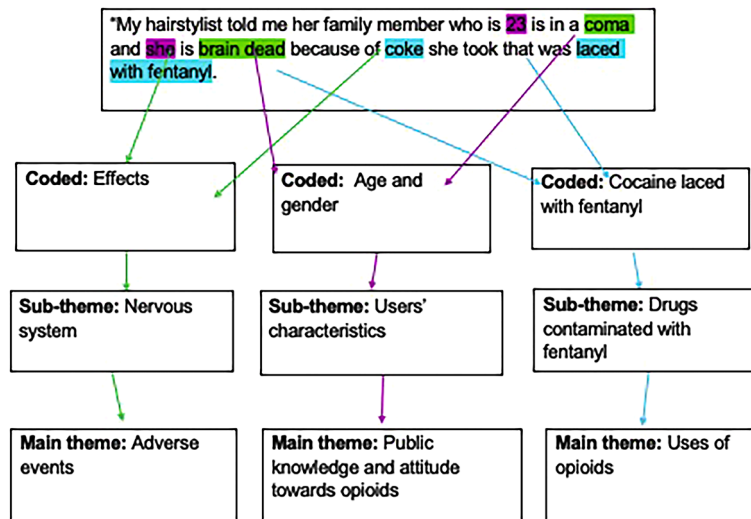 "My hairstylist told me her family member who is 23 is in a coma
and she is brain dead because of coke she took that was laced
with fentanyl.
Coded: Effects
Coded: Age and
gender
Coded: Cocaine laced
with fentanyl
Sub-theme: Nervous
system
Sub-theme: Users'
characteristics
Sub-theme: Drugs
contaminated with
fentanyl
Main theme: Adverse
events
Main theme: Public
knowledge and attitude
towards opioids
Main theme: Uses of
opioids